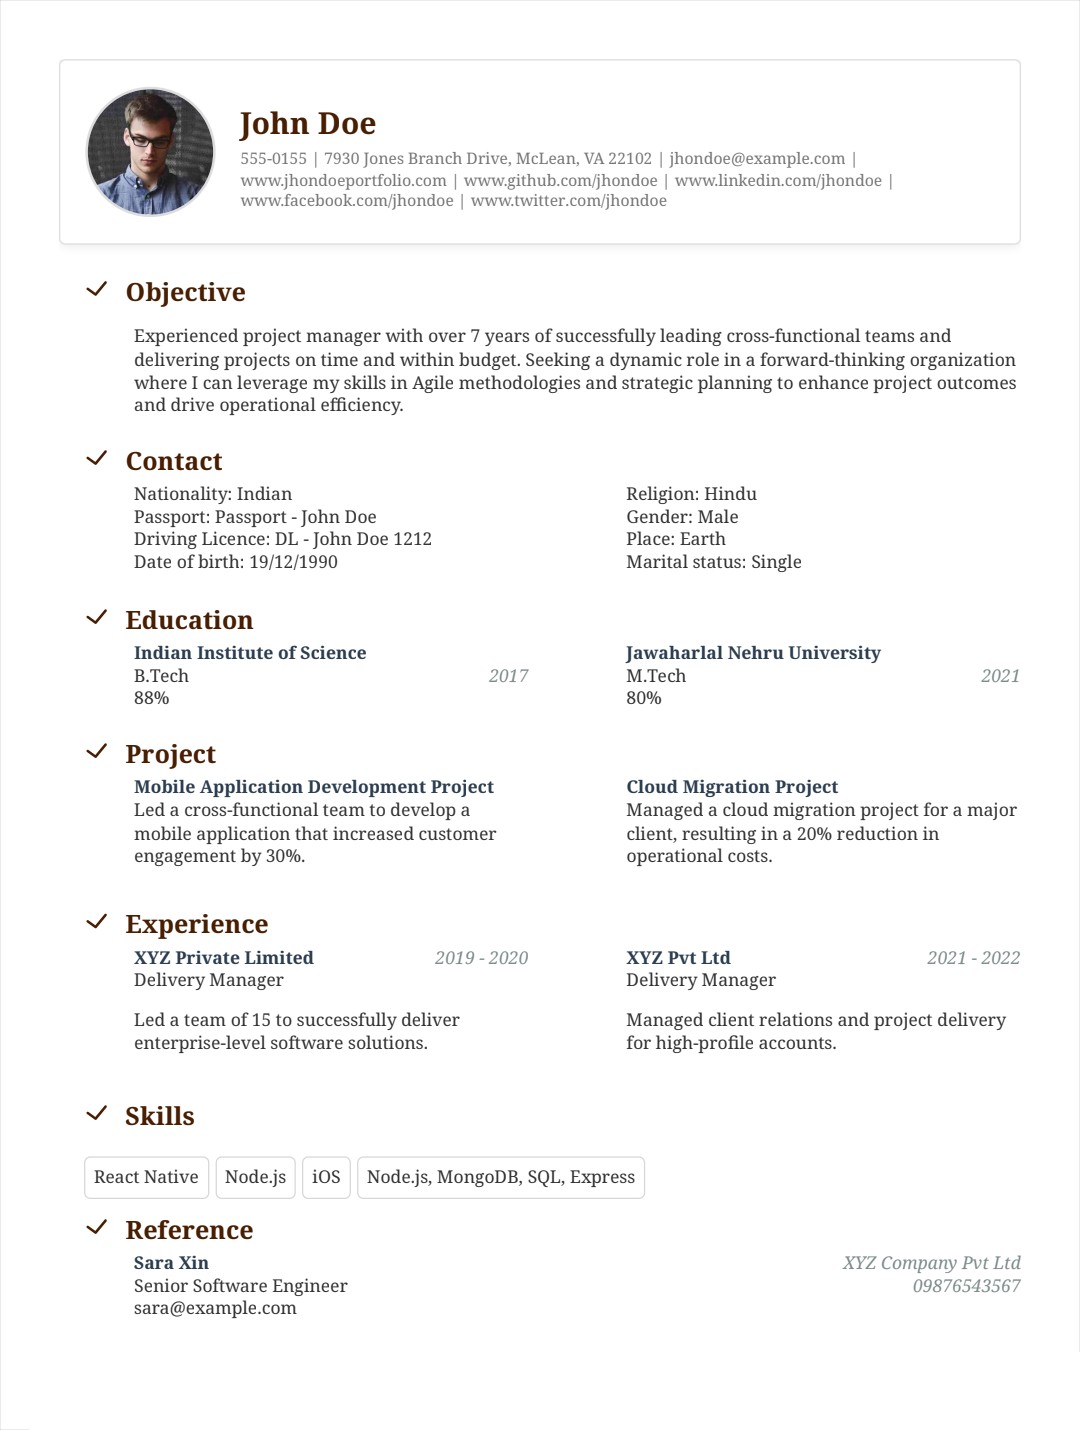 John Doe
555-0155 | 7930 Jones Branch Drive, McLean, VA 22102 | jhondoe@example.com |
www.jhondoeportfolio.com | www.github.com/jhondoe | www.linkedin.com/jhondoe |
www.facebook.com/jhondoe | www.twitter.com/jhondoe
Objective
Experienced project manager with over 7 years of successfully leading cross-functional teams and
delivering projects on time and within budget. Seeking a dynamic role in a forward-thinking organization
where I can leverage my skills in Agile methodologies and strategic planning to enhance project outcomes
and drive operational efficiency.
Contact
Nationality: Indian
Passport: Passport - John Doe
Driving Licence: DL - John Doe 1212
Date of birth: 19/12/1990
Religion: Hindu
Gender: Male
Place: Earth
Marital status: Single
Education
Indian Institute of Science
B.Tech 2017
88%
Jawaharlal Nehru University
M.Tech 2021
80%
Project
Mobile Application Development Project
Led a cross-functional team to develop a
mobile application that increased customer
engagement by 30%.
Cloud Migration Project
Managed a cloud migration project for a major
client, resulting in a 20% reduction in
operational costs.
Experience
XYZ Private Limited 2019 - 2020
Delivery Manager
Led a team of 15 to successfully deliver
enterprise-level software solutions.
XYZ Pvt Ltd 2021 - 2022
Delivery Manager
Managed client relations and project delivery
for high-profile accounts.
Skills
React Native Node.js iOS Node.js, MongoDB, SQL, Express
Reference
Sara Xin XYZ Company Pvt Ltd
Senior Software Engineer 09876543567
sara@example.com